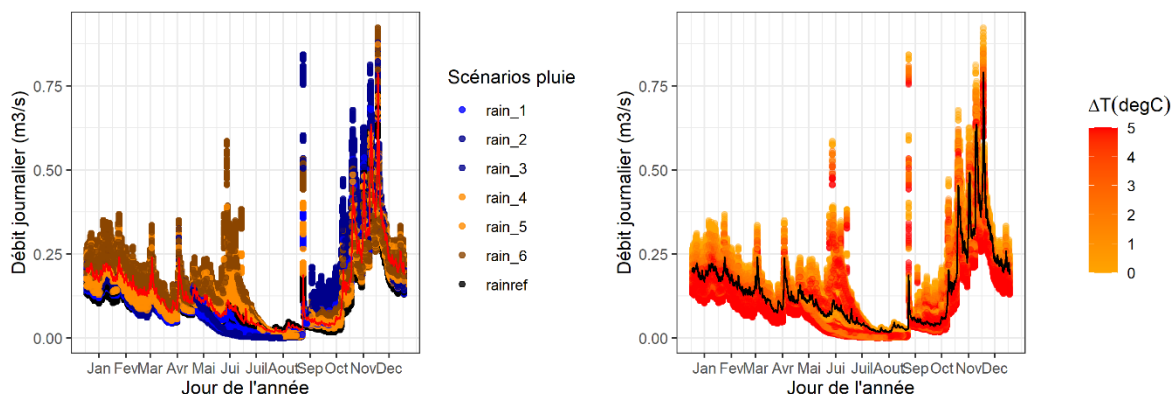 Débit journalier (m3/s)
0.75
0.50
0.25
0.00
Jan Fev Mar Avr Mai Jui Juil Aout Sep Oct Nov Dec
Jour de l'année
Scénarios pluie
rain_1
rain_2
rain_3
rain_4
rain_5
rain_6
rainref
Débit journalier (m3/s)
0.75
0.50
0.25
0.00
Jan Fev Mar Avr Mai Jui Juil Aout Sep Oct Nov Dec
Jour de l'année
ΔT(degC)
5
4
3
2
1
0